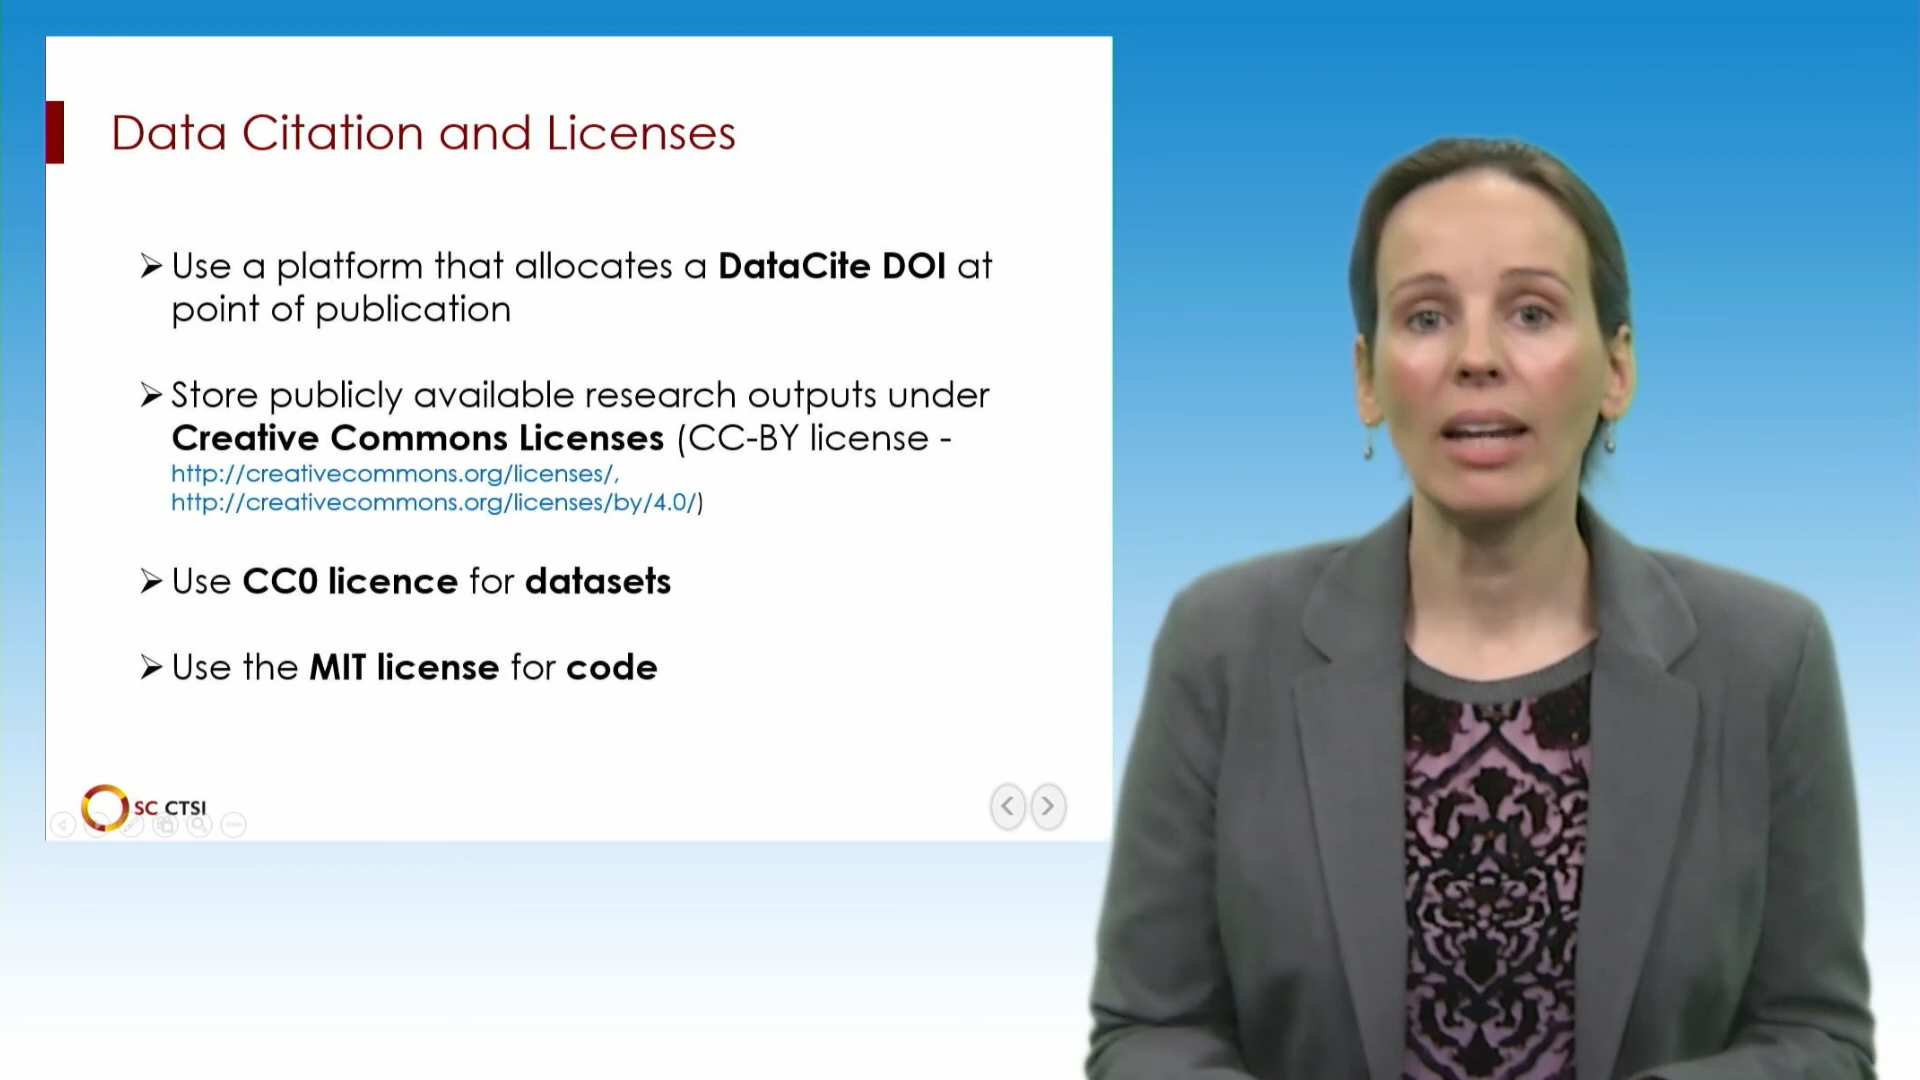 Data Citation and Licenses
➢ Use a platform that allocates a DataCite DOI at
point of publication
➢ Store publicly available research outputs under
Creative Commons Licenses (CC-BY license -
http://creativecommons.org/licenses/,
http://creativecommons.org/licenses/by/4.0/)
➢ Use CC0 licence for datasets
➢ Use the MIT license for code
SC CTSI